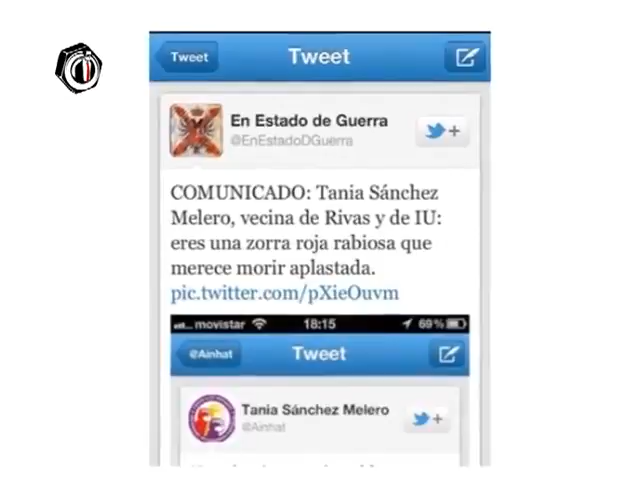 Tweet
Tweet
En Estado de Guerra
@EnEstadoDGuerra
COMUNICADO: Tania Sánchez
Melero, vecina de Rivas y de IU:
eres una zorra roja rabiosa que
merece morir aplastada.
pic.twitter.com/pXieOuvm
movistar 18:15 69%
@Ainhat Tweet
Tania Sánchez Melero
@Ainhat